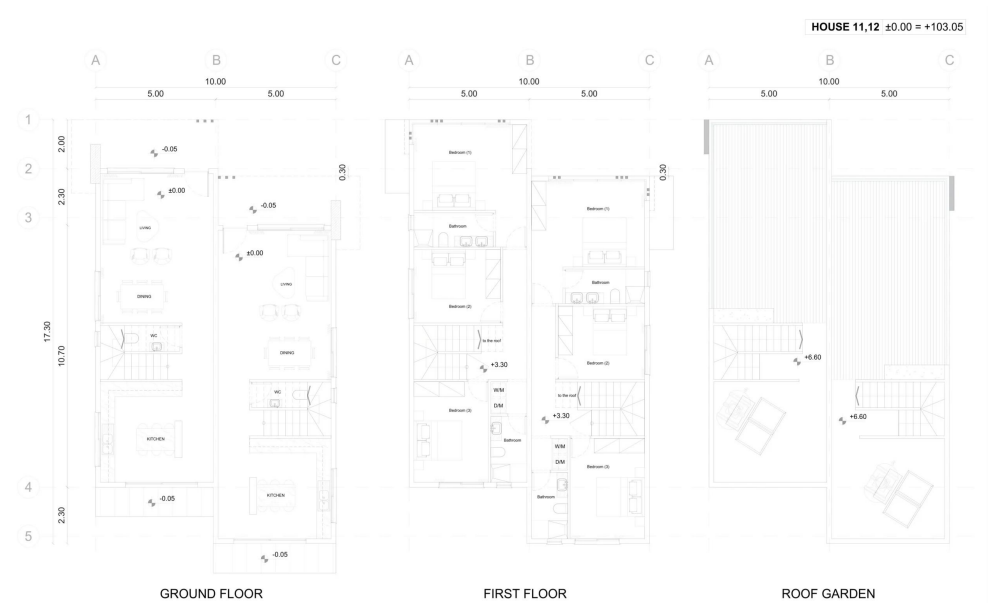 HOUSE 11,12 ±0.00 = +103.05
A B C A B C A B C
10.00 10.00 10.00
5.00 5.00 5.00 5.00 5.00 5.00
1
2.00
-0.05
Bedroom (1)
2
0.30
0.30
±0.00
2.30
-0.05
Bedroom (1)
3
LIVING
Bathroom
±0.00
LIVING
Bathroom
DINING
Bedroom (2)
17.30
WC
to the roof
10.70
DINING
Bedroom (2)
+6.60
+3.30
WC
W/M
to the roof
D/M
Bedroom (3)
+3.30
+6.60
KITCHEN
Bathroom
W/M
D/M
Bedroom (3)
4
-0.05
KITCHEN
Bathroom
2.30
5
-0.05
GROUND FLOOR FIRST FLOOR ROOF GARDEN